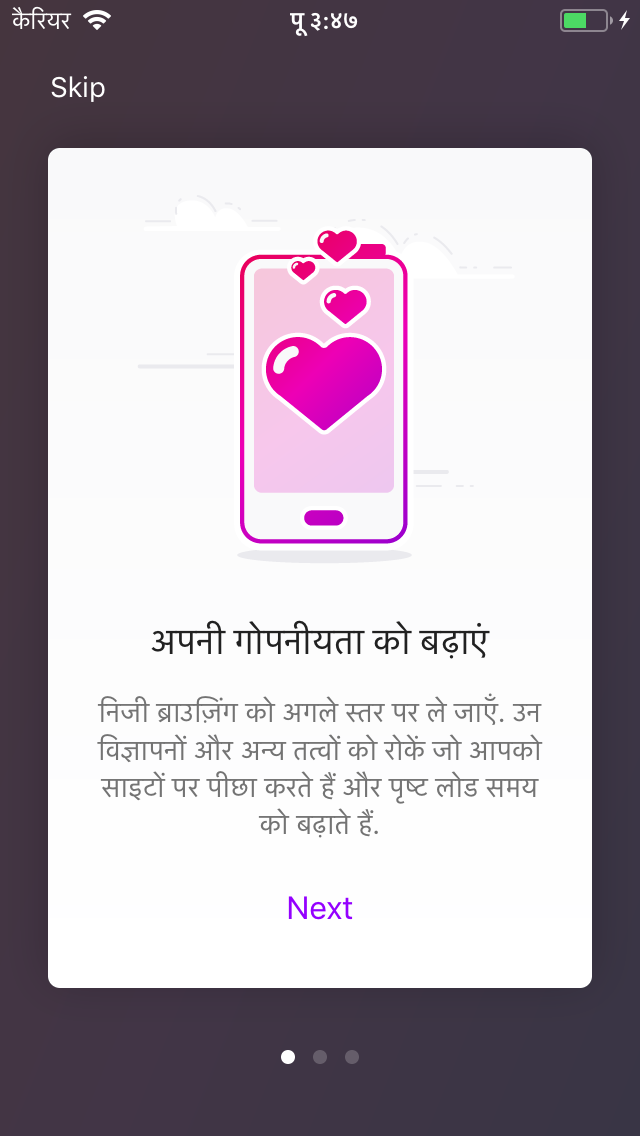 कैरियर
पू ३:४७
Skip
अपनी गोपनीयता को बढ़ाएं
निजी ब्राउज़िंग को अगले स्तर पर ले जाएँ. उन
विज्ञापनों और अन्य तत्वों को रोकें जो आपको
साइटों पर पीछा करते हैं और पृष्ट लोड समय
को बढ़ाते हैं.
Next